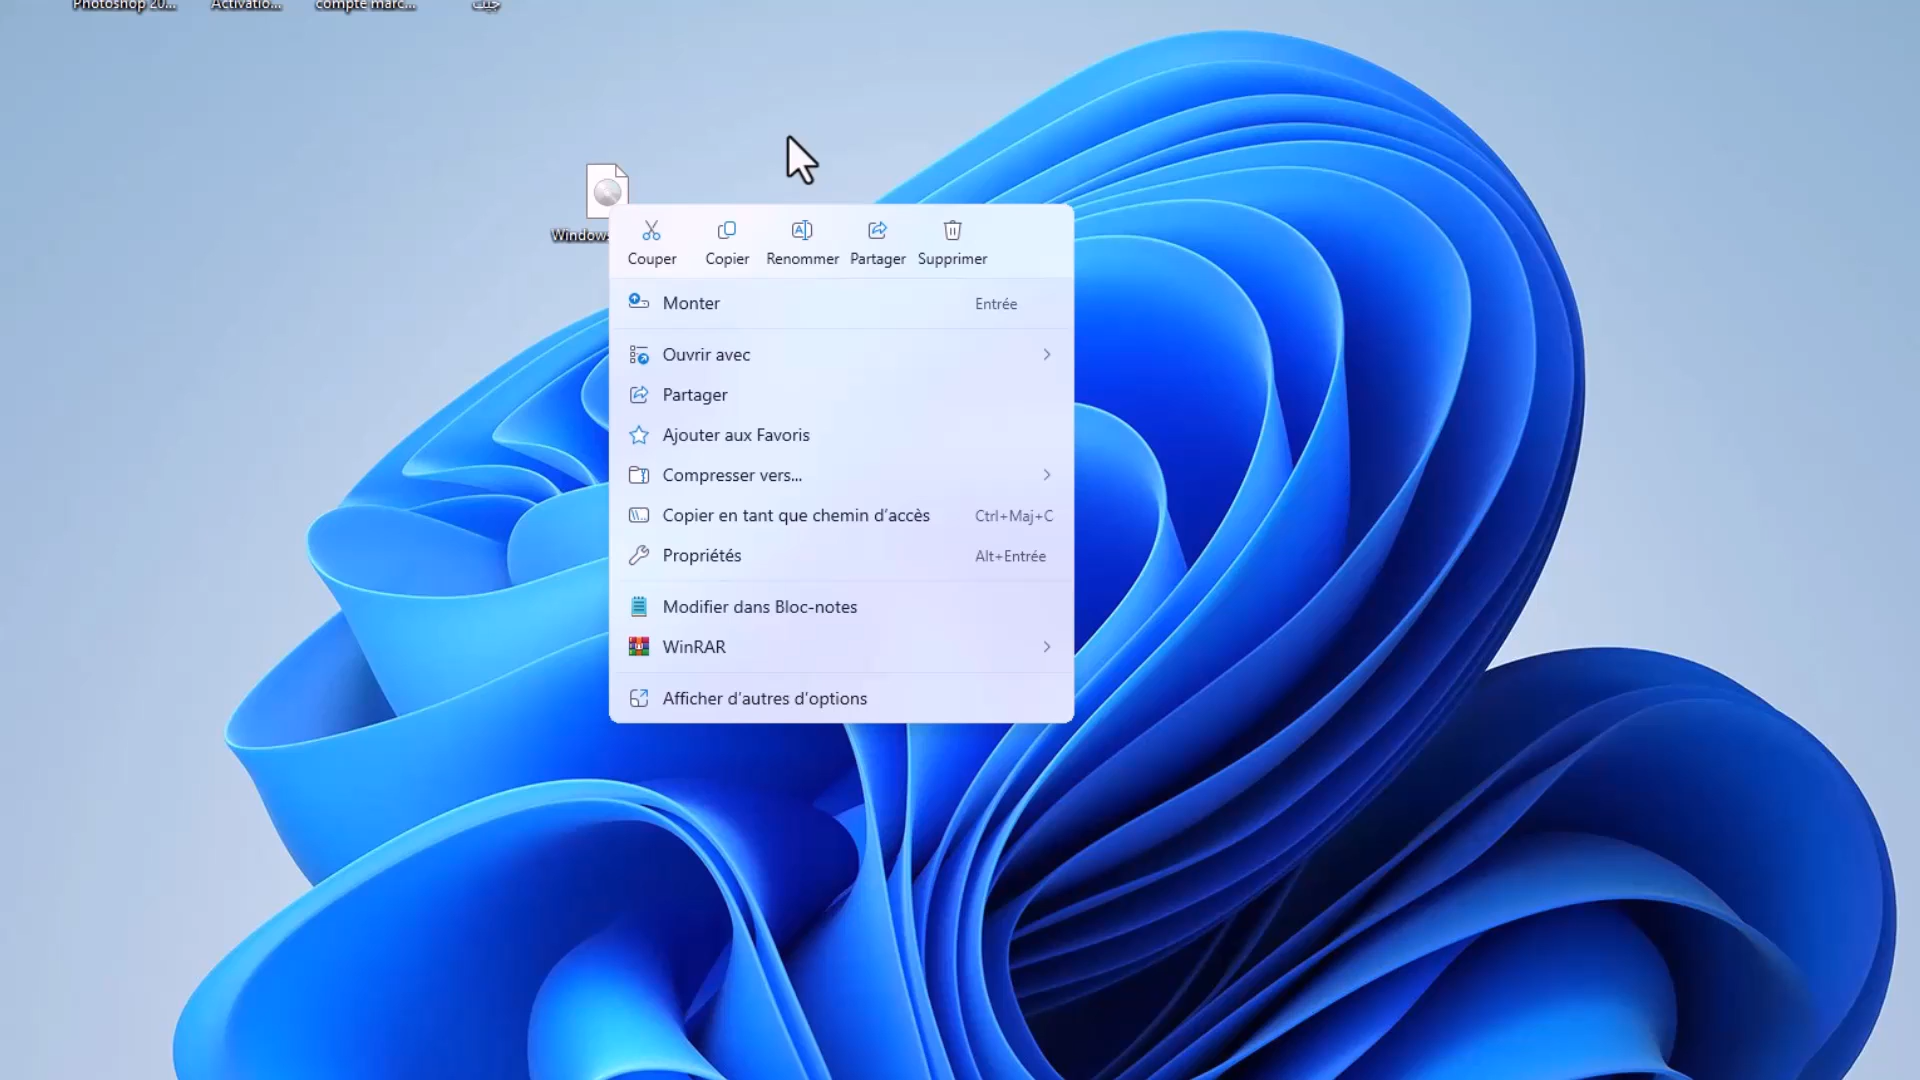 Photoshop 20...
Activatio...
compte marc...
Couper
Copier
Renommer
Partager
Supprimer
Monter Entrée
Ouvrir avec
Partager
Ajouter aux Favoris
Compresser vers...
Copier en tant que chemin d'accès Ctrl+Maj+C
Propriétés Alt+Entrée
Modifier dans Bloc-notes
WinRAR
Afficher d'autres d'options